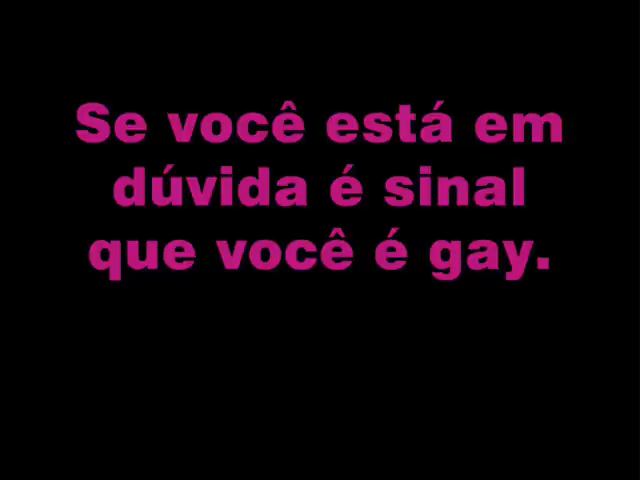 Se você está em
dúvida é sinal
que você é gay.